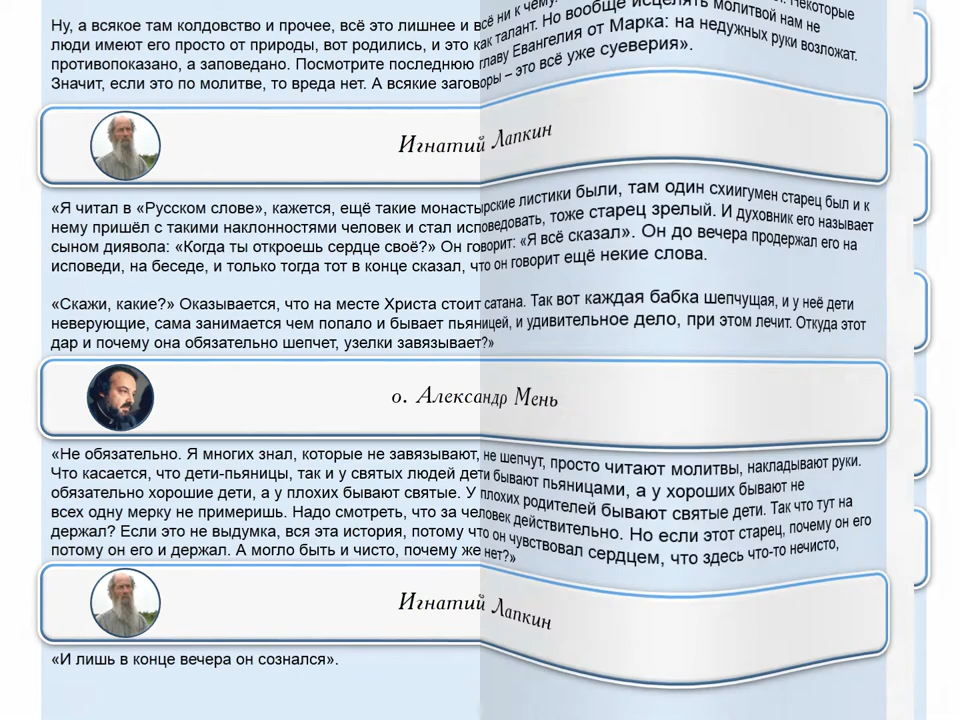 Ну, а всякое там колдовство и прочее, всё это лишнее и всё ни к чему. Некоторые
люди имеют его просто от природы, вот родились, и это как талант. Но вообще исцелять молитвой нам не
противопоказано, а заповедано. Посмотрите последнюю главу Евангелия от Марка: на недужных руки возложат.
Значит, если это по молитве, то вреда нет. А всякие заговоры – это всё уже суеверия».
Игнатий Лапкин
«Я читал в «Русском слове», кажется, ещё такие монастырские листики были, там один схиигумен старец был и к
нему пришёл с такими наклонностями человек и стал исповедовать, тоже старец зрелый. И духовник его называет
сыном диявола: «Когда ты откроешь сердце своё?» Он говорит: «Я всё сказал». Он до вечера продержал его на
исповеди, на беседе, и только тогда тот в конце сказал, что он говорит ещё некие слова.
«Скажи, какие?» Оказывается, что на месте Христа стоит сатана. Так вот каждая бабка шепчущая, и у неё дети
неверующие, сама занимается чем попало и бывает пьяницей, и удивительное дело, при этом лечит. Откуда этот
дар и почему она обязательно шепчет, узелки завязывает?»
о. Александр Мень
«Не обязательно. Я многих знал, которые не завязывают, не шепчут, просто читают молитвы, накладывают руки.
Что касается, что дети-пьяницы, так и у святых людей дети бывают пьяницами, а у хороших бывают не
обязательно хорошие дети, а у плохих бывают святые. У плохих родителей бывают святые дети. Так что тут на
всех одну мерку не примеришь. Надо смотреть, что за человек действительно. Но если этот старец, почему он его
держал? Если это не выдумка, вся эта история, потому что он чувствовал сердцем, что здесь что-то нечисто,
потому он его и держал. А могло быть и чисто, почему же нет?»
Игнатий Лапкин
«И лишь в конце вечера он сознался».